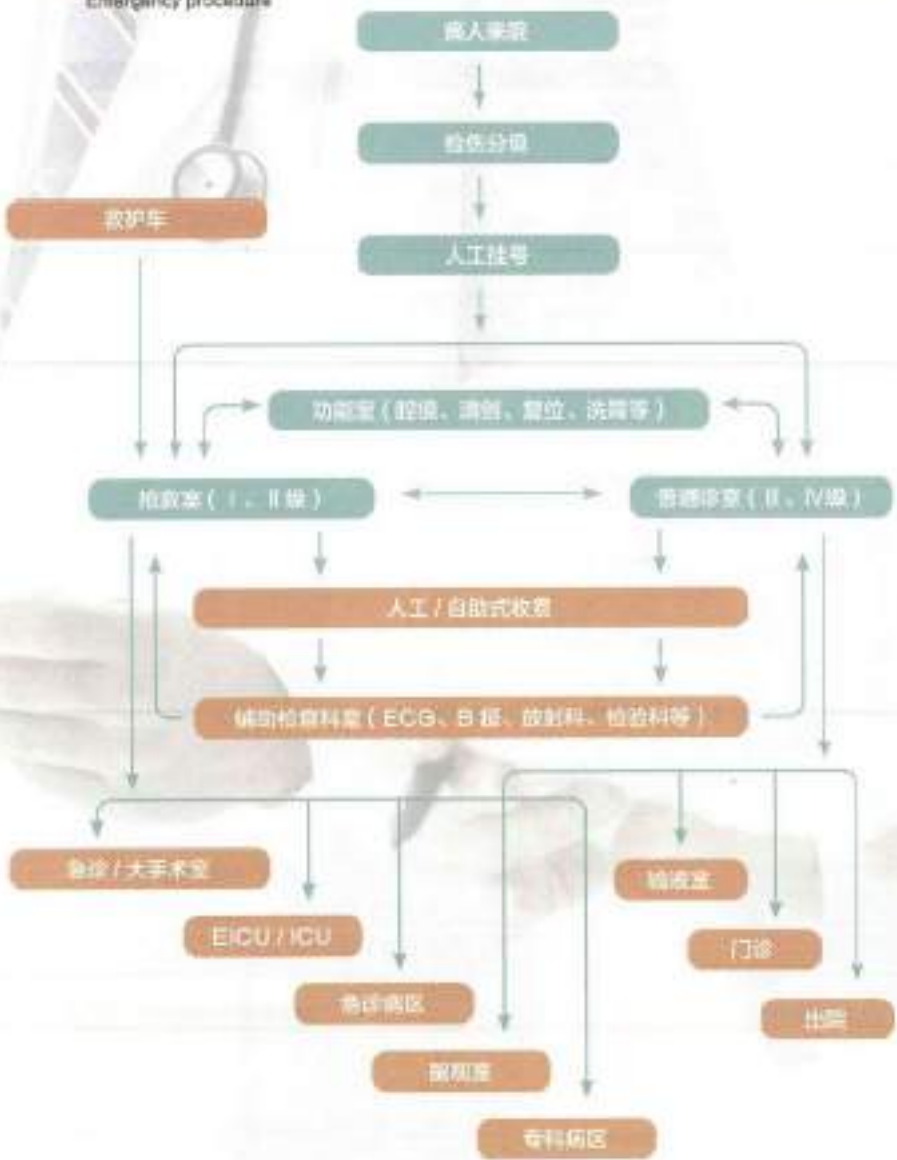 Emergency procedure
病人来院
检伤分级
救护车
人工挂号
功能室（腔镜、清创、复位、洗胃等）
抢救室（Ⅰ、Ⅱ级）
普通诊室（Ⅲ、Ⅳ级）
人工 / 自助式收费
辅助检查科室（ECG、B 超、放射科、检验科等）
急诊 / 大手术室
输液室
EICU / ICU
门诊
急诊病区
出院
留观室
专科病区